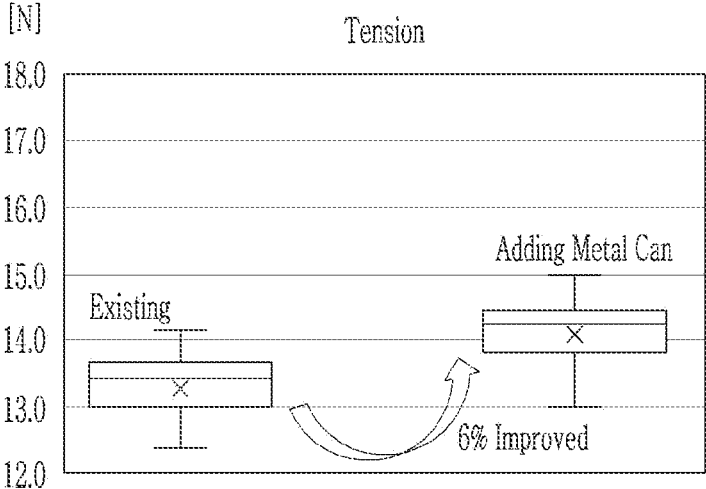 [N]
Tension
18.0
17.0
16.0
Adding Metal Can
15.0
Existing
14.0
13.0
6% Improved
12.0